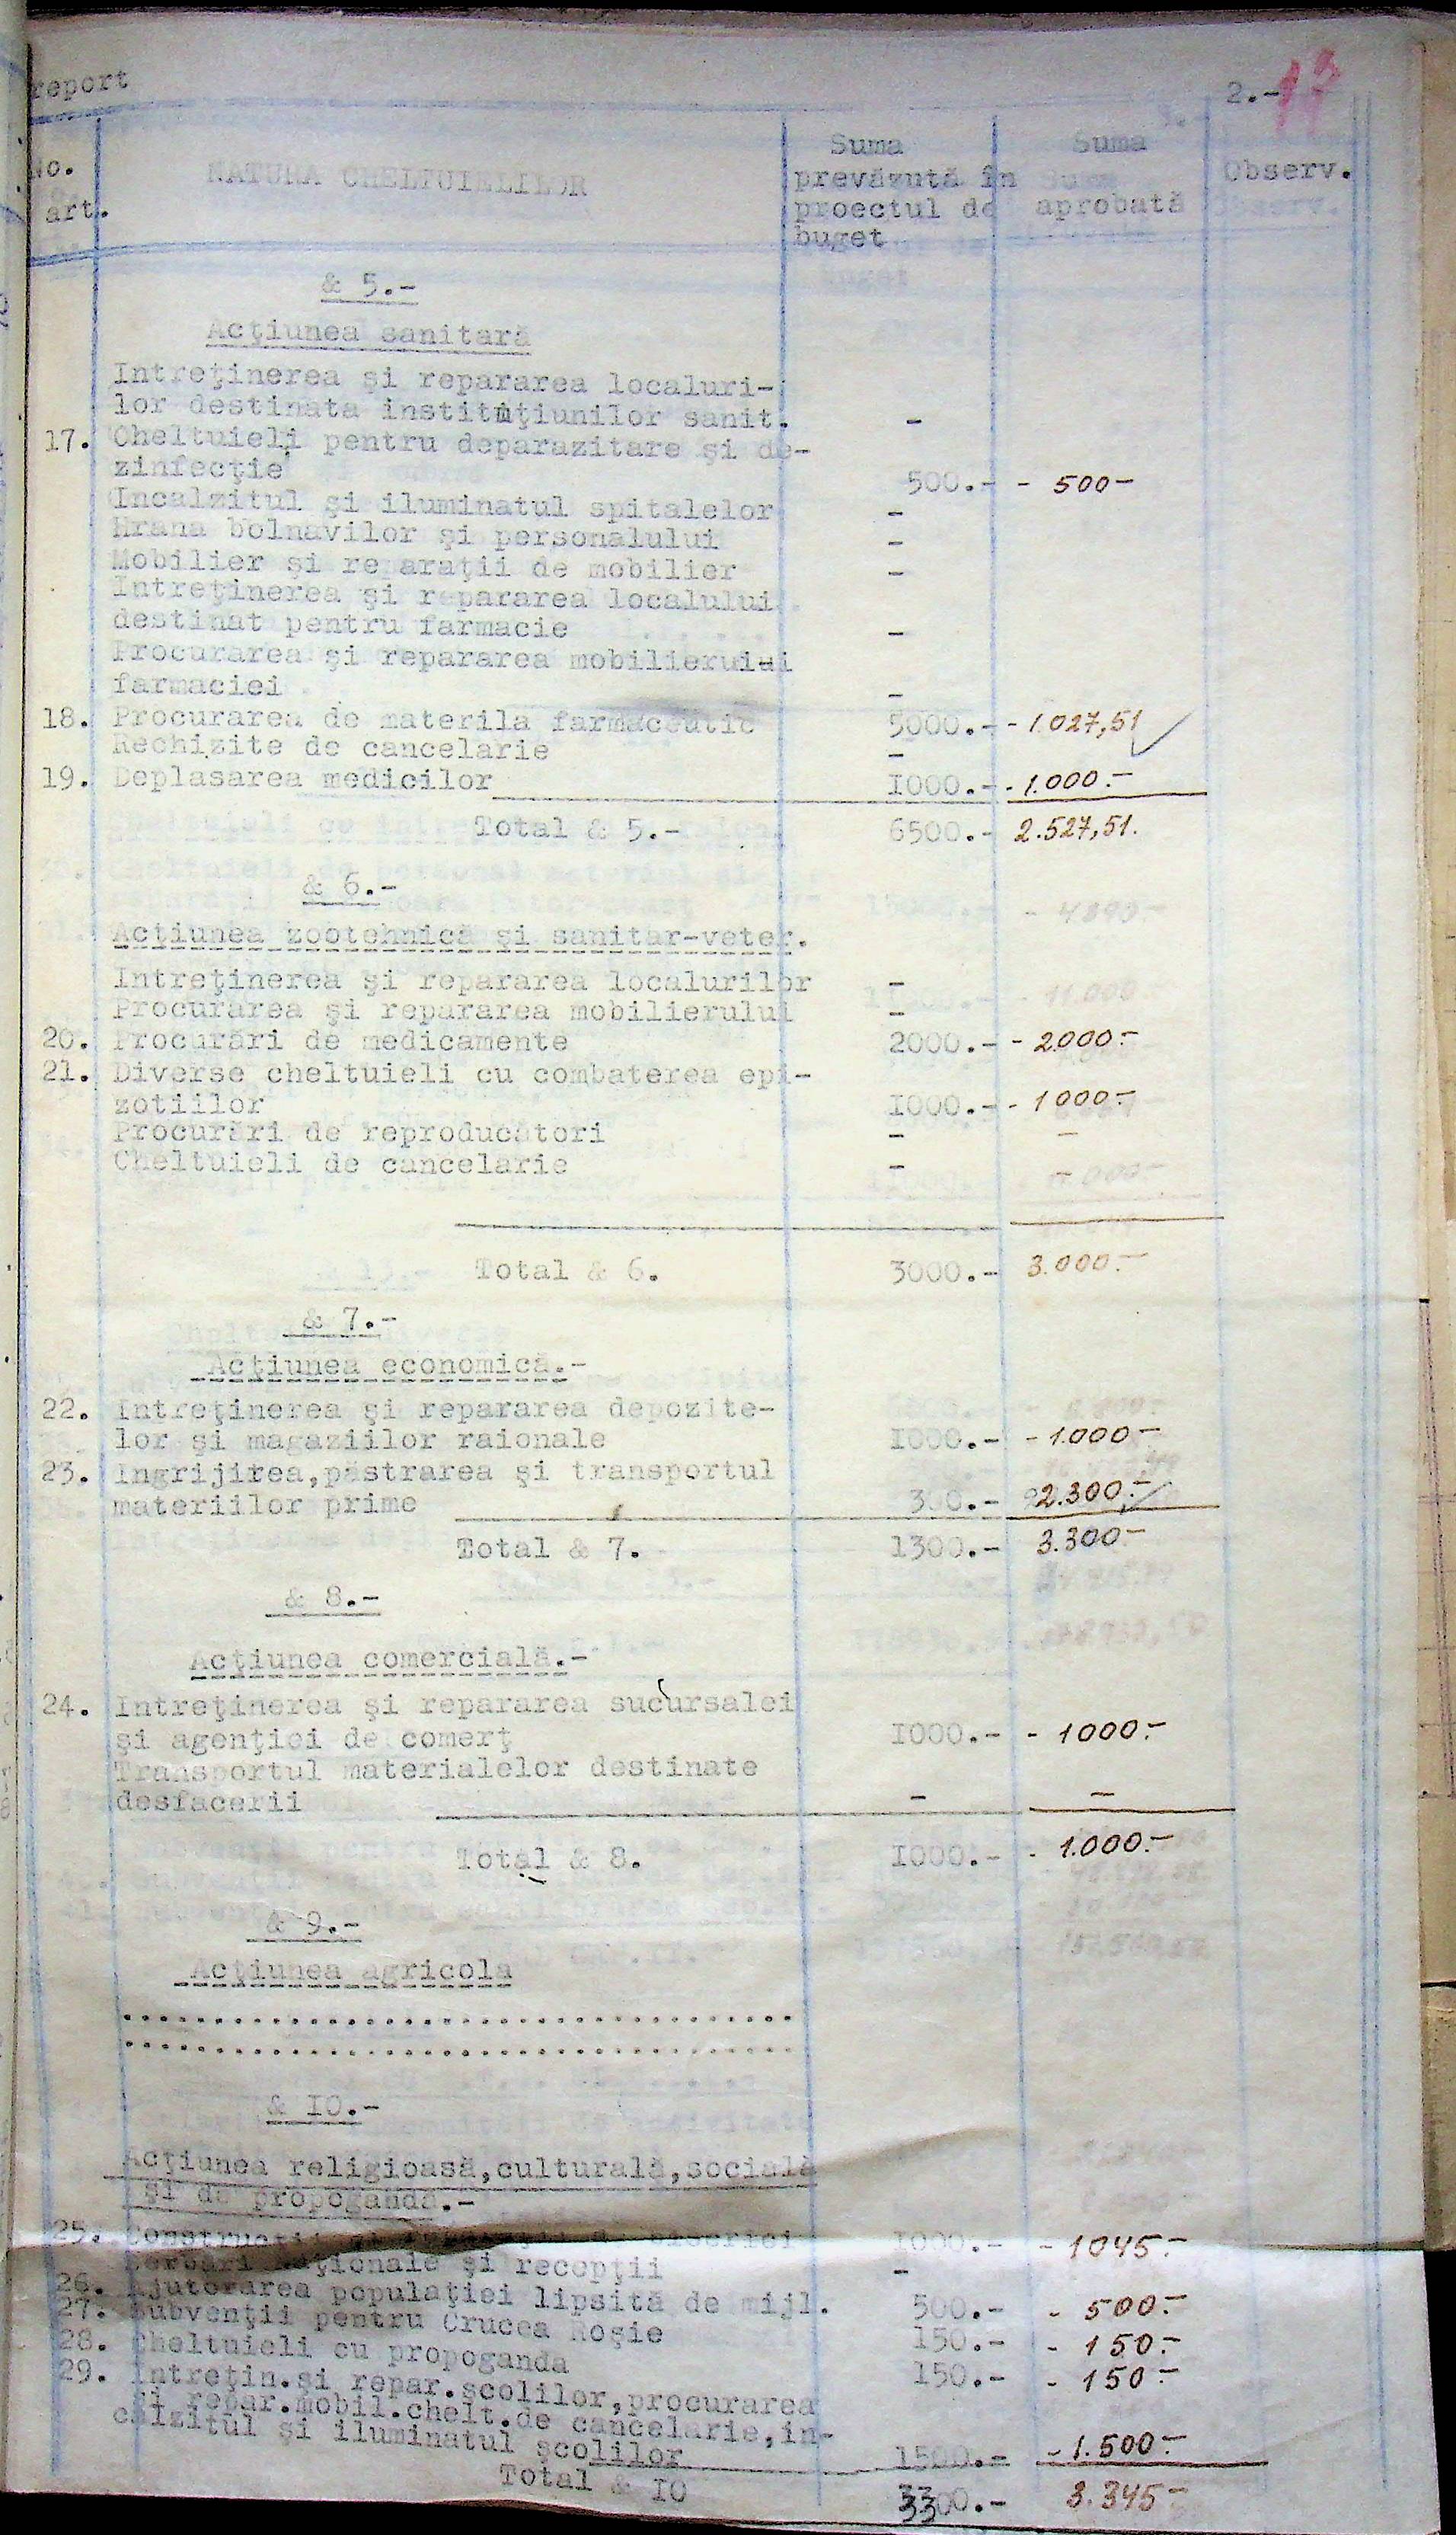 report
2.-
No.
art.
NATURA CHELTUIELILOR
Suma
prevăzută în
proectul de
buget
Suma
aprobată
Observ.
& 5.-
Acţiunea sanitară
Intreţinerea şi repararea localuri-
lor destinata instituţiunilor sanit. -
17. Cheltuieli pentru deparazitare şi de-
zinfecţie 500.- - 500-
Incalzitul şi iluminatul spitalelor -
Hrana bolnavilor şi personalului -
Mobilier şi reparaţii de mobilier -
Intreţinerea şi repararea localului
destinat pentru farmacie -
Procurarea şi repararea mobilierului
farmaciei -
18. Procurarea de materila farmaceutic 5000.- - 1.027,51
Rechizite de cancelarie -
19. Deplasarea medicilor 1000.- - 1.000.-
Total & 5.- 6500.- 2.527,51.
& 6.-
Acţiunea zootehnică şi sanitar-veter.
Intreţinerea şi repararea localurilor -
Procurarea şi repararea mobilierului -
20. Procurări de medicamente 2000.- - 2.000.-
21. Diverse cheltuieli cu combaterea epi-
zotiilor 1000.- - 1000.-
Procurări de reproducători - -
Cheltuieli de cancelarie -
Total & 6. 3000.- 3.000.-
& 7.-
Acţiunea economică.-
22. Intreţinerea şi repararea depozite-
lor şi magaziilor raionale 1000.- - 1.000-
23. Ingrijirea,păstrarea şi transportul
materiilor prime 300.- 2.300.-
Total & 7. 1300.- 3.300-
& 8.-
Acţiunea comercială.-
24. Intreţinerea şi repararea sucursalei
şi agenţiei de comerţ 1000.- - 1000.-
Transportul materialelor destinate
desfacerii - -
Total & 8. 1000.- - 1.000.-
& 9.-
Acţiunea agricola
......................................
......................................
& 10.-
Acţiunea religioasă,culturală,socială
şi de propoganda.-
25. 1000.- - 1045.-
Serbări naţionale şi recepţii -
26. Ajutorarea populaţiei lipsită de mijl. 500.- - 500.-
27. Subvenţii pentru Crucea Roşie 150.- - 150.-
28. Cheltuieli cu propoganda 150.- - 150.-
29. Intreţin.şi repar.şcolilor,procurarea
şi repar.mobil.chelt.de cancelarie,in-
calzitul şi iluminatul şcolilor 1500.- - 1.500.-
Total & 10 3300.- 3.345-